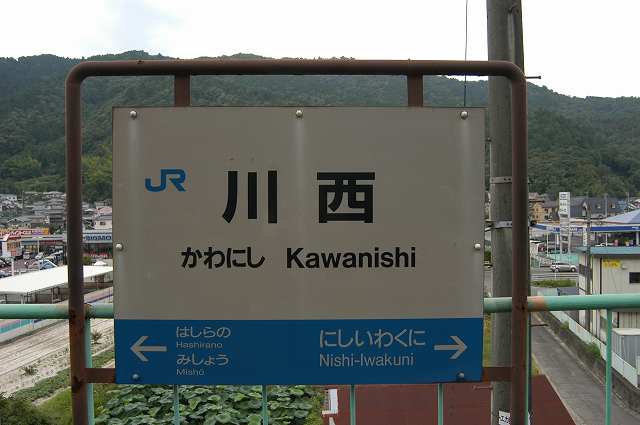 JR 川西
かわにし Kawanishi
← はしらの
Hashirano
みしょう
Mishō
にしいわくに →
Nishi-Iwakuni